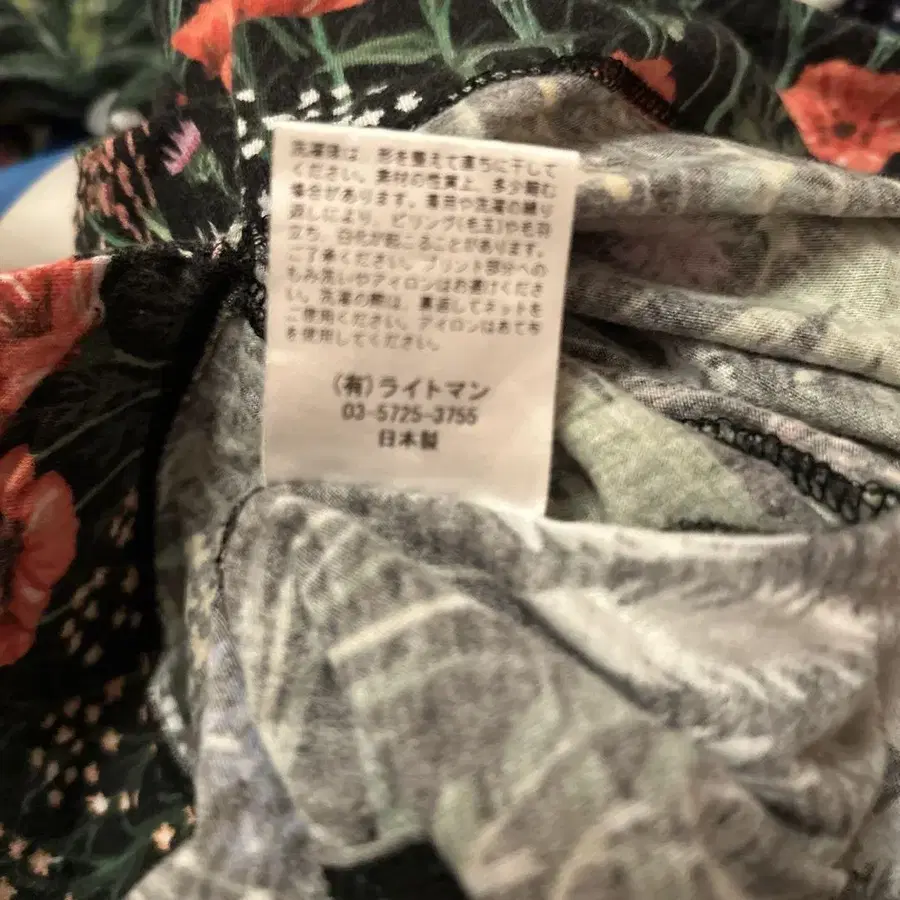 洗濯後は、形を整えて直ちに干して
ください。素材の性質上、多少縮む
場合があります。着用や洗濯の繰り
返しにより、ピリング(毛玉)や毛羽
立ち、白化が起こることがあります。
ご了承ください。プリント部分への
もみ洗いやアイロンはお避けくださ
い。洗濯の際は、裏返してネットを
ご使用ください。アイロンはあて布
を使用してください。
(有)ライトマン
03-5725-3755
日本製